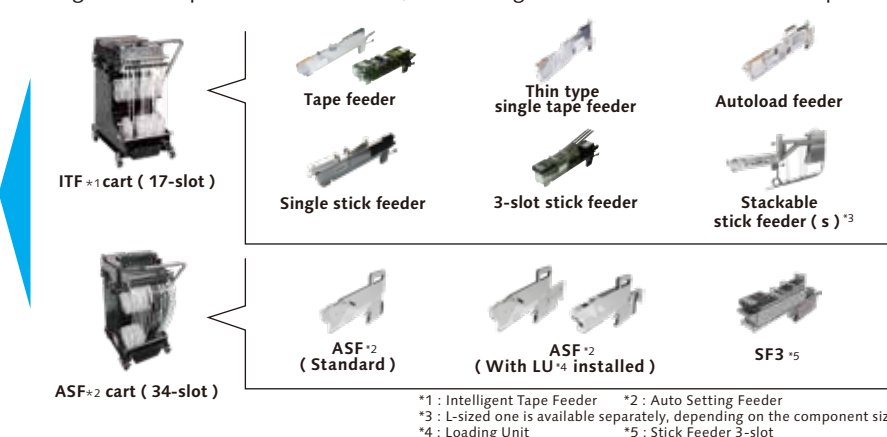 Tape feeder
Thin type
single tape feeder
Autoload feeder
ITF *1 cart ( 17-slot )
Single stick feeder
3-slot stick feeder
Stackable
stick feeder ( s ) *3
ASF *2
( Standard )
ASF *2
( With LU *4 installed )
SF3 *5
ASF*2 cart ( 34-slot )
*1 : Intelligent Tape Feeder *2 : Auto Setting Feeder
*3 : L-sized one is available separately, depending on the component
*4 : Loading Unit *5 : Stick Feeder 3-slot